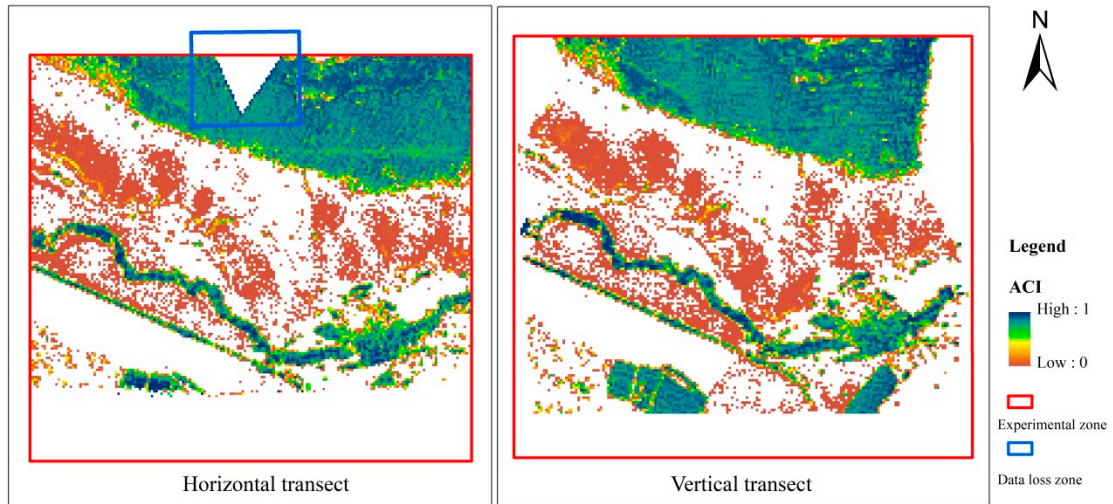 N
Legend
ACI
High : 1
Low : 0
Experimental zone
Data loss zone
Horizontal transect
Vertical transect